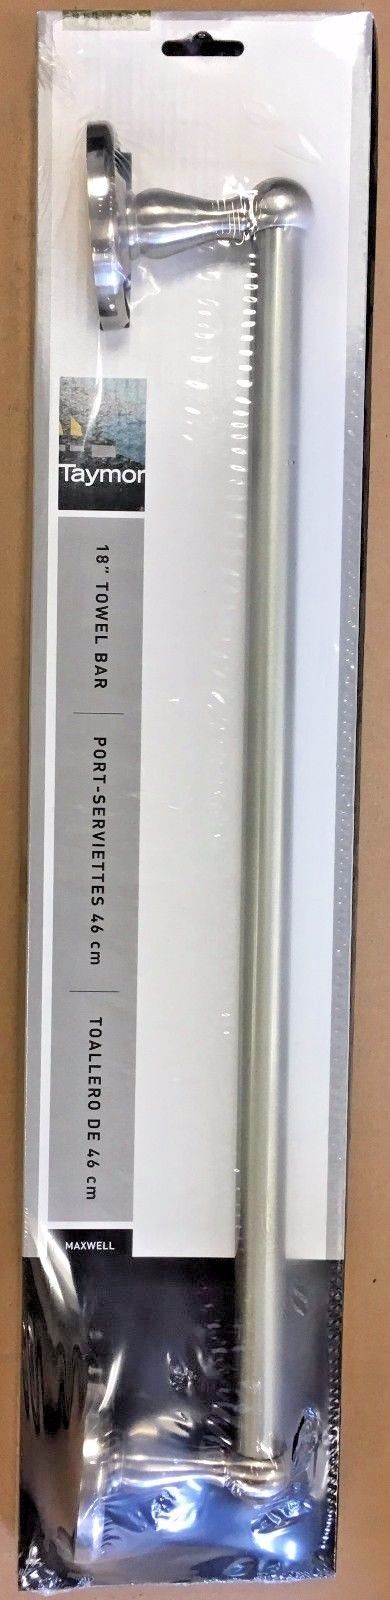 Taymor
18" TOWEL BAR
PORT-SERVIETTES 46 cm
TOALLERO DE 46 cm
MAXWELL